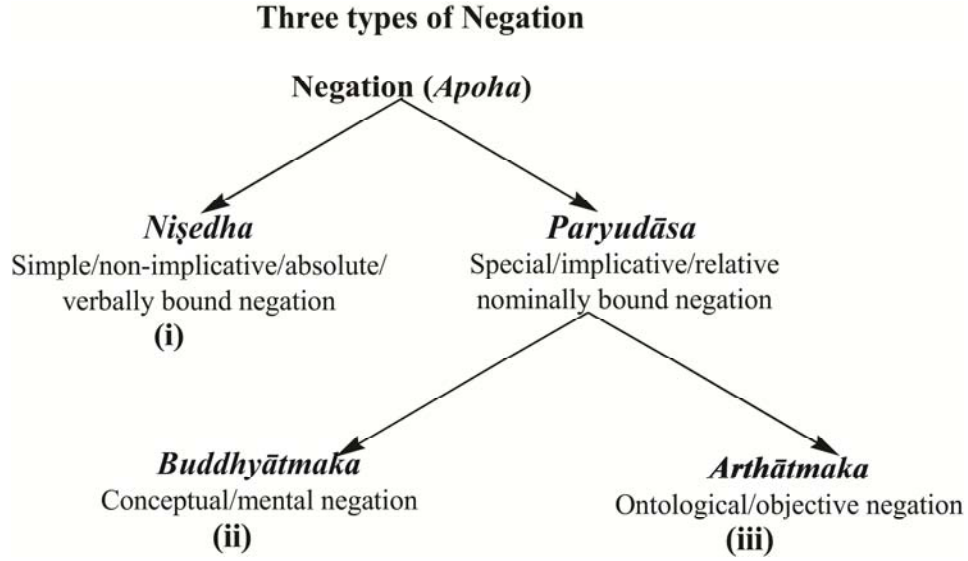 Three types of Negation
Negation (Apoha)
Niṣedha
Simple/non-implicative/absolute/
verbally bound negation
(i)
Paryudāsa
Special/implicative/relative
nominally bound negation
Buddhyātmaka
Conceptual/mental negation
(ii)
Arthātmaka
Ontological/objective negation
(iii)